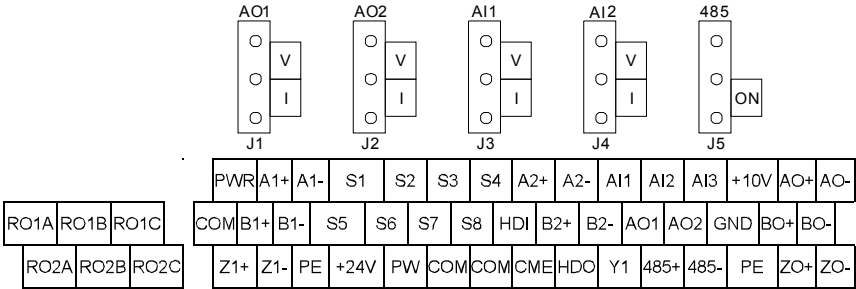 AO1 AO2 AI1 AI2 485
V V V V
I I I I ON
J1 J2 J3 J4 J5
PWR A1+ A1- S1 S2 S3 S4 A2+ A2- AI1 AI2 AI3 +10V AO+ AO-
RO1A RO1B RO1C COM B1+ B1- S5 S6 S7 S8 HDI B2+ B2- AO1 AO2 GND BO+ BO-
RO2A RO2B RO2C Z1+ Z1- PE +24V PW COM COM CME HDO Y1 485+ 485- PE ZO+ ZO-